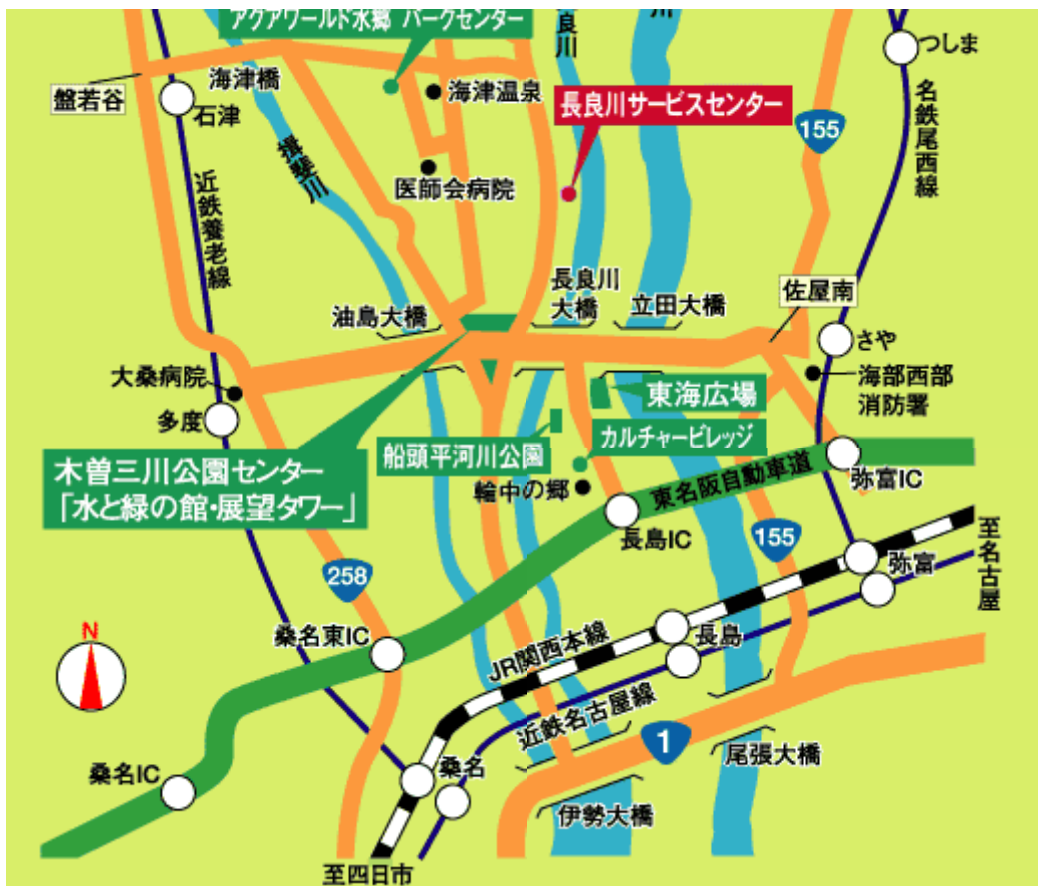 アクアワールド水郷 パークセンター
良川
川
つしま
盤若谷
海津橋
石津
海津温泉
長良川サービスセンター
155
名鉄尾西線
揖斐川
医師会病院
近鉄養老線
長良川
大橋
油島大橋
立田大橋
佐屋南
さや
大桑病院
多度
海部西部
消防署
東海広場
カルチャービレッジ
船頭平河川公園
木曽三川公園センター
「水と緑の館・展望タワー」
輪中の郷
東名阪自動車道
弥富IC
長島IC
155
258
弥富
至名古屋
N
桑名東IC
JR関西本線
長島
近鉄名古屋線
1
桑名IC
桑名
尾張大橋
伊勢大橋
至四日市